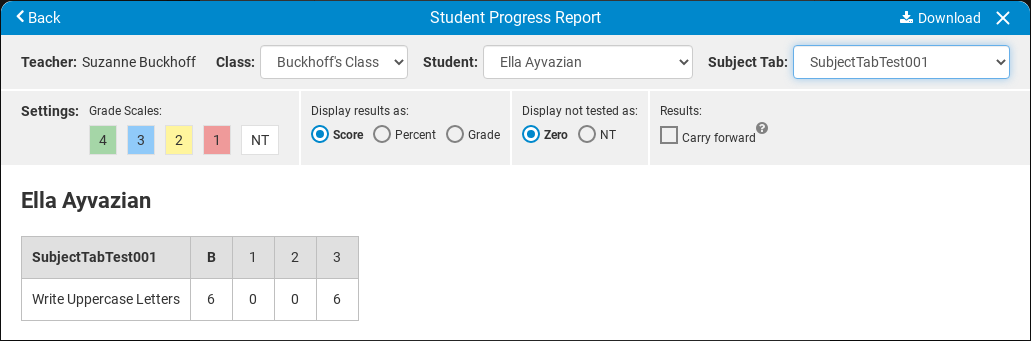 Back Student Progress Report Download
Teacher: Suzanne Buckhoff Class: Buckhoff's Class Student: Ella Ayvazian Subject Tab: SubjectTabTest001
Settings: Grade Scales: Display results as: Display not tested as: Results:
4 3 2 1 NT Score Percent Grade Zero NT Carry forward ?
Ella Ayvazian
SubjectTabTest001 B 1 2 3
Write Uppercase Letters 6 0 0 6